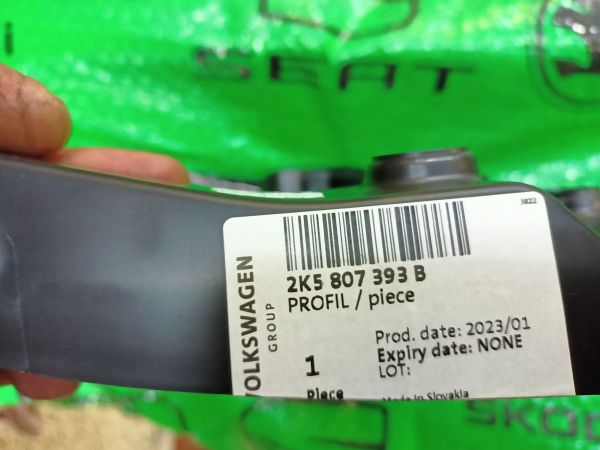 SEAT
3822
2K5 807 393 B
PROFIL / piece
VOLKSWAGEN
GROUP
Prod. date: 2023/01
Expiry date: NONE
LOT:
1
Piece
Made in Slovakia
SKODA